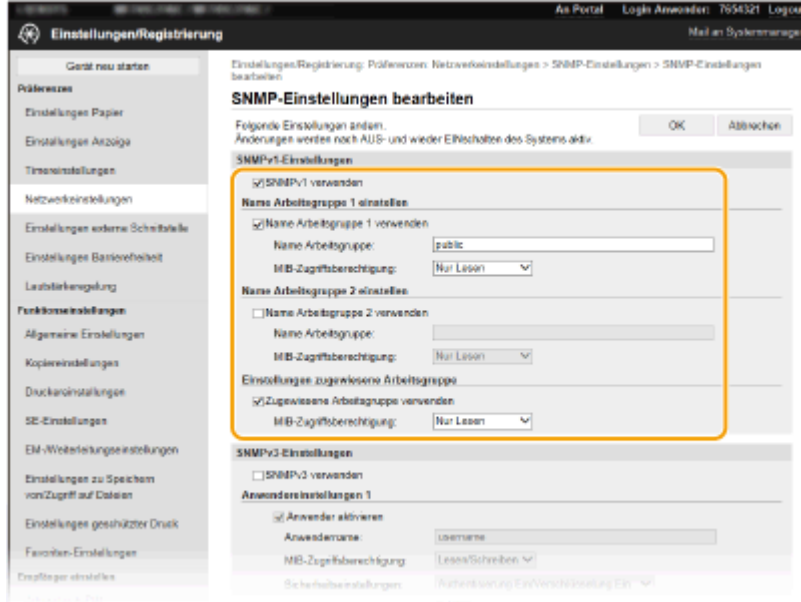 An Portal Login Anwender: 7654321 Logout
Einstellungen/Registrierung
Mail an Systemmanager
Gerät neu starten
Präferenzen
Einstellungen Papier
Einstellungen Anzeige
Timereinstellungen
Netzwerkeinstellungen
Einstellungen externe Schnittstelle
Einstellungen Barrierefreiheit
Lautstärkeregelung
Funktionseinstellungen
Allgemeine Einstellungen
Kopiereinstellungen
Druckereinstellungen
SE-Einstellungen
EM-/Weiterleitungseinstellungen
Einstellungen zu Speichern
von/Zugriff auf Dateien
Einstellungen geschützter Druck
Favoriten-Einstellungen
Empfänger einstellen
Einstellungen/Registrierung: Präferenzen: Netzwerkeinstellungen > SNMP-Einstellungen > SNMP-Einstellungen
bearbeiten
SNMP-Einstellungen bearbeiten
Folgende Einstellungen ändern.
Änderungen werden nach AUS- und wieder EINschalten des Systems aktiv.
OK Abbrechen
SNMPv1-Einstellungen
SNMPv1 verwenden
Name Arbeitsgruppe 1 einstellen
Name Arbeitsgruppe 1 verwenden
Name Arbeitsgruppe: public
MIB-Zugriffsberechtigung: Nur Lesen
Name Arbeitsgruppe 2 einstellen
Name Arbeitsgruppe 2 verwenden
Name Arbeitsgruppe:
MIB-Zugriffsberechtigung: Nur Lesen
Einstellungen zugewiesene Arbeitsgruppe
Zugewiesene Arbeitsgruppe verwenden
MIB-Zugriffsberechtigung: Nur Lesen
SNMPv3-Einstellungen
SNMPv3 verwenden
Anwendereinstellungen 1
Anwender aktivieren
Anwendername: username
MIB-Zugriffsberechtigung: Lesen/Schreiben
Sicherheitseinstellungen: Authentisierung Ein/Verschlüsselung Ein